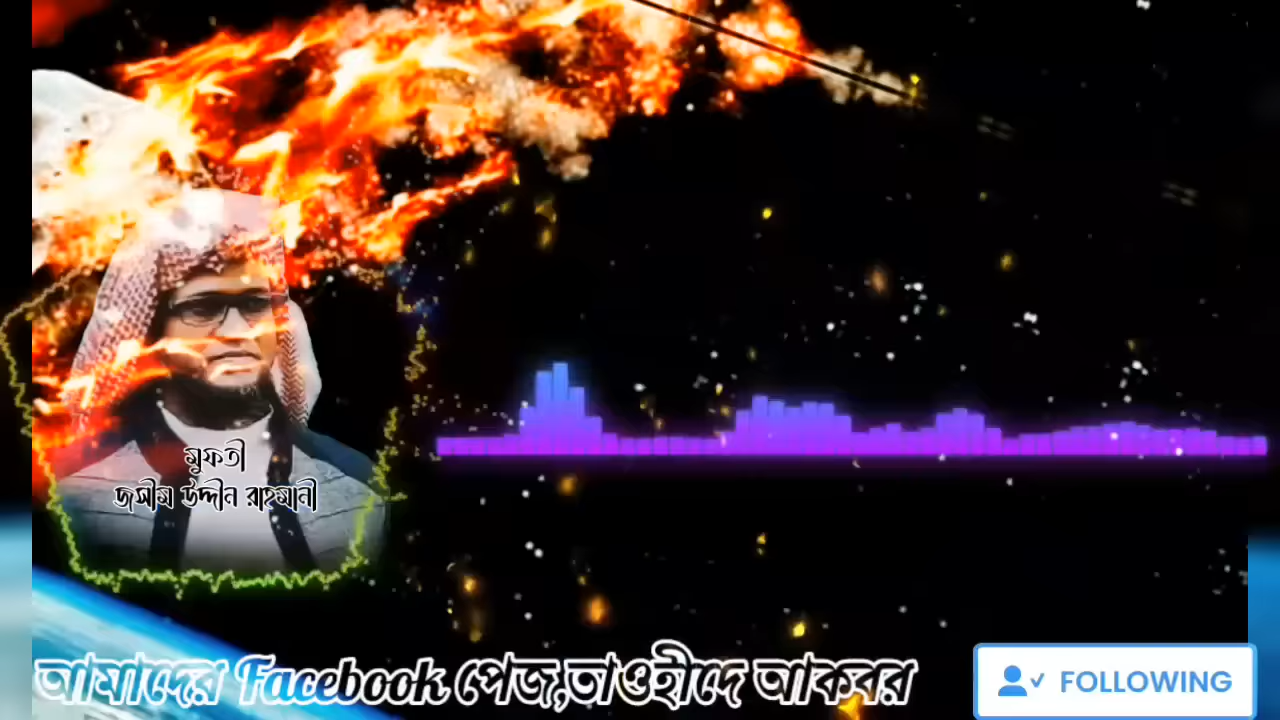 মুফতী
জসীম উদ্দীন রাহমানী
আমাদের Facebook পেজ,তাওহীদে আকবর
FOLLOWING